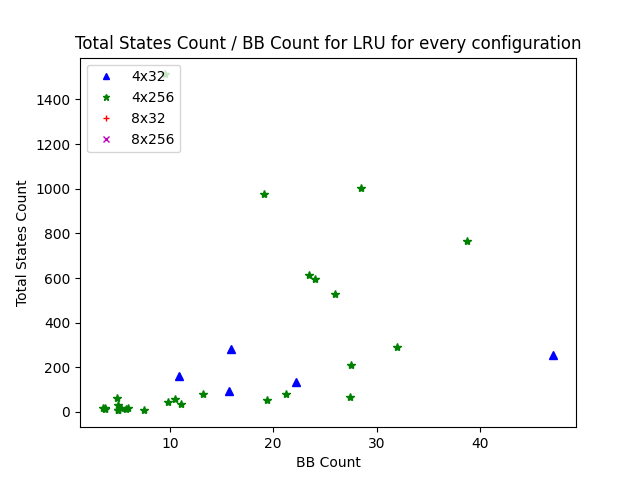 Total States Count / BB Count for LRU for every configuration
4x32
4x256
8x32
8x256
1400
1200
1000
800
600
400
200
0
Total States Count
10
20
30
40
BB Count